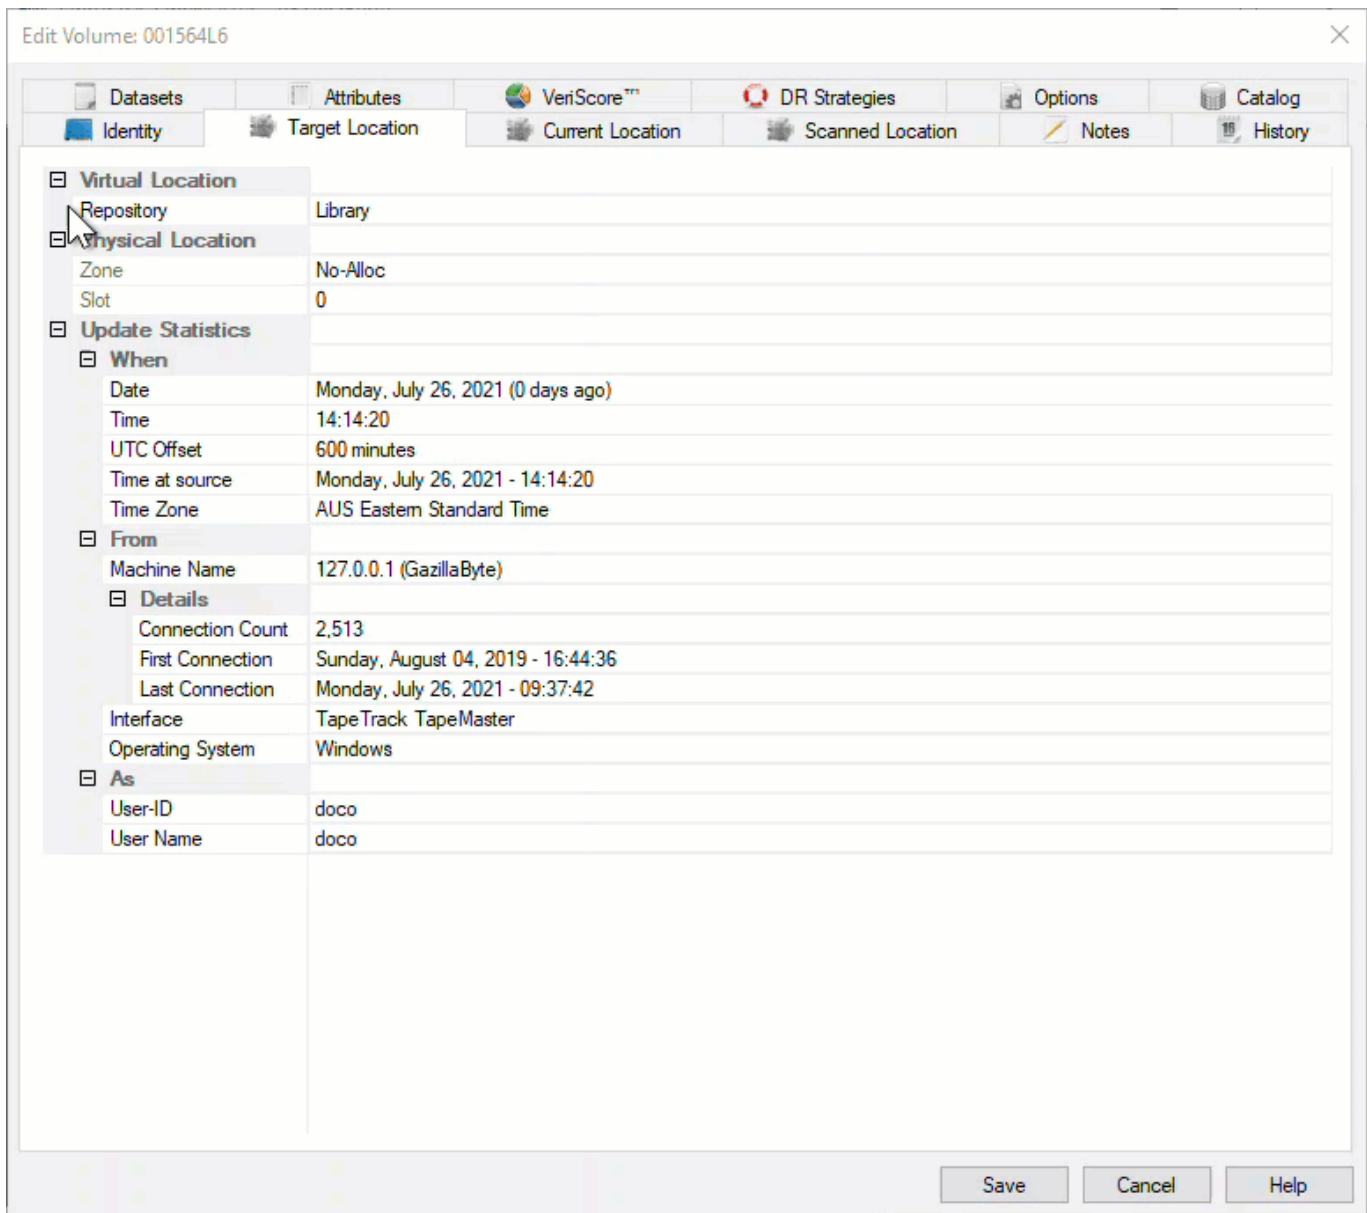 Edit Volume: 001564L6
Datasets Attributes VeriScore™ DR Strategies Options Catalog
Identity Target Location Current Location Scanned Location Notes History
Virtual Location
Repository Library
Physical Location
Zone No-Alloc
Slot 0
Update Statistics
When
Date Monday, July 26, 2021 (0 days ago)
Time 14:14:20
UTC Offset 600 minutes
Time at source Monday, July 26, 2021 - 14:14:20
Time Zone AUS Eastern Standard Time
From
Machine Name 127.0.0.1 (GazillaByte)
Details
Connection Count 2,513
First Connection Sunday, August 04, 2019 - 16:44:36
Last Connection Monday, July 26, 2021 - 09:37:42
Interface TapeTrack TapeMaster
Operating System Windows
As
User-ID doco
User Name doco
Save Cancel Help